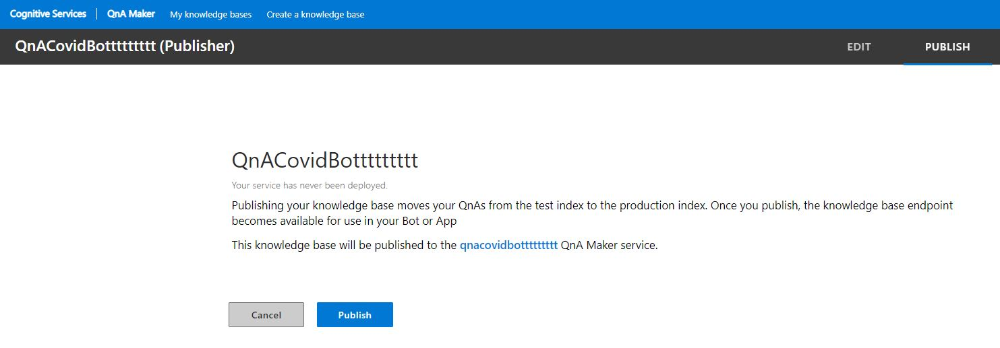 Cognitive Services QnA Maker My knowledge bases Create a knowledge base
QnACovidBotttttttt (Publisher) EDIT PUBLISH
QnACovidBotttttttt
Your service has never been deployed.
Publishing your knowledge base moves your QnAs from the test index to the production index. Once you publish, the knowledge base endpoint
becomes available for use in your Bot or App
This knowledge base will be published to the qnacovidbotttttttt QnA Maker service.
Cancel Publish